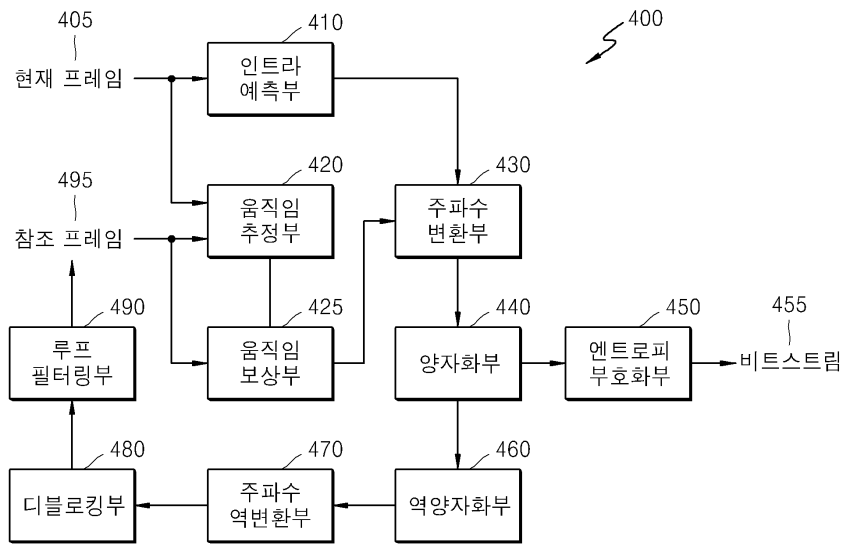 405
현재 프레임
410
인트라
예측부
400
495
참조 프레임
420
움직임
추정부
430
주파수
변환부
490
루프
필터링부
425
움직임
보상부
440
양자화부
450
엔트로피
부호화부
455
비트스트림
480
디블로킹부
470
주파수
역변환부
460
역양자화부